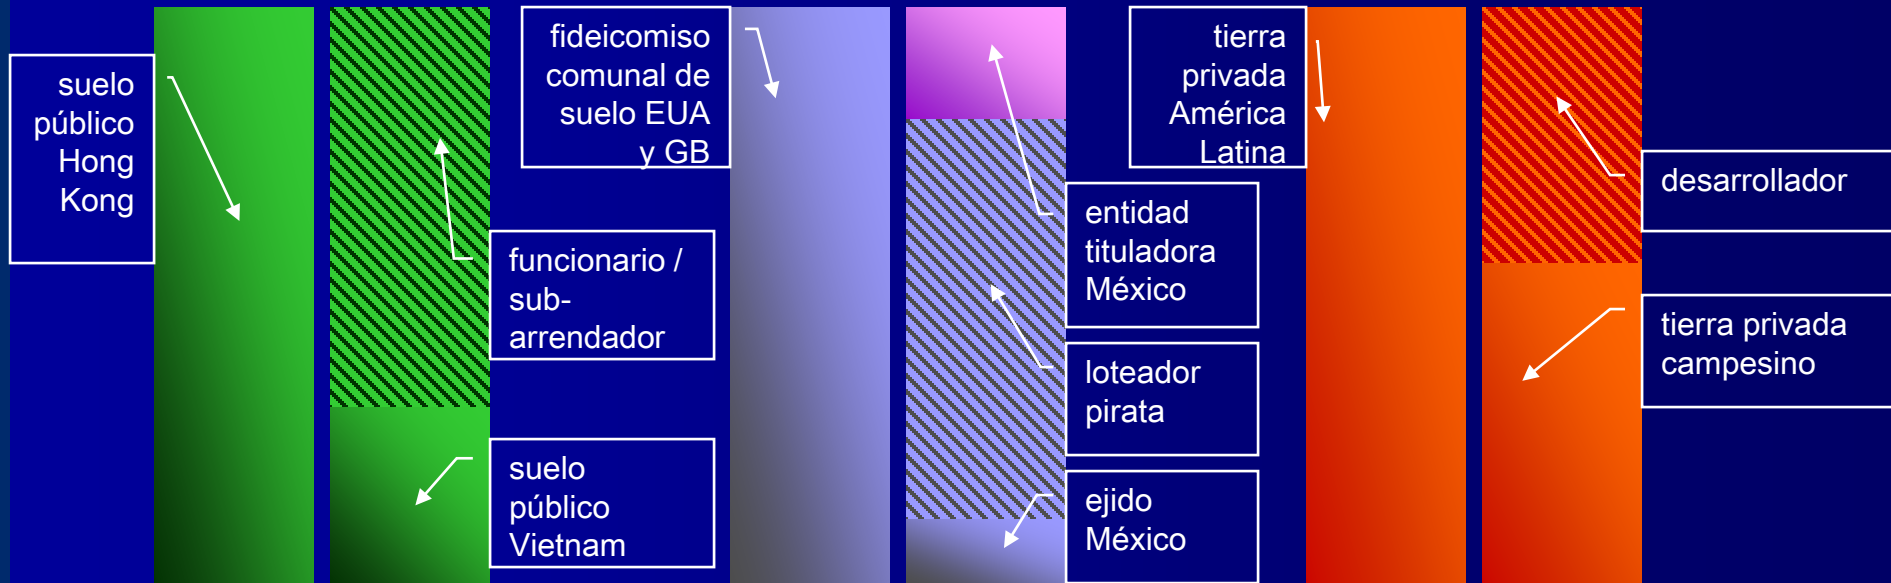 suelo
público
Hong
Kong
funcionario /
sub-
arrendador
suelo
público
Vietnam
fideicomiso
comunal de
suelo EUA
y GB
entidad
tituladora
México
loteador
pirata
ejido
México
tierra
privada
América
Latina
desarrollador
tierra privada
campesino